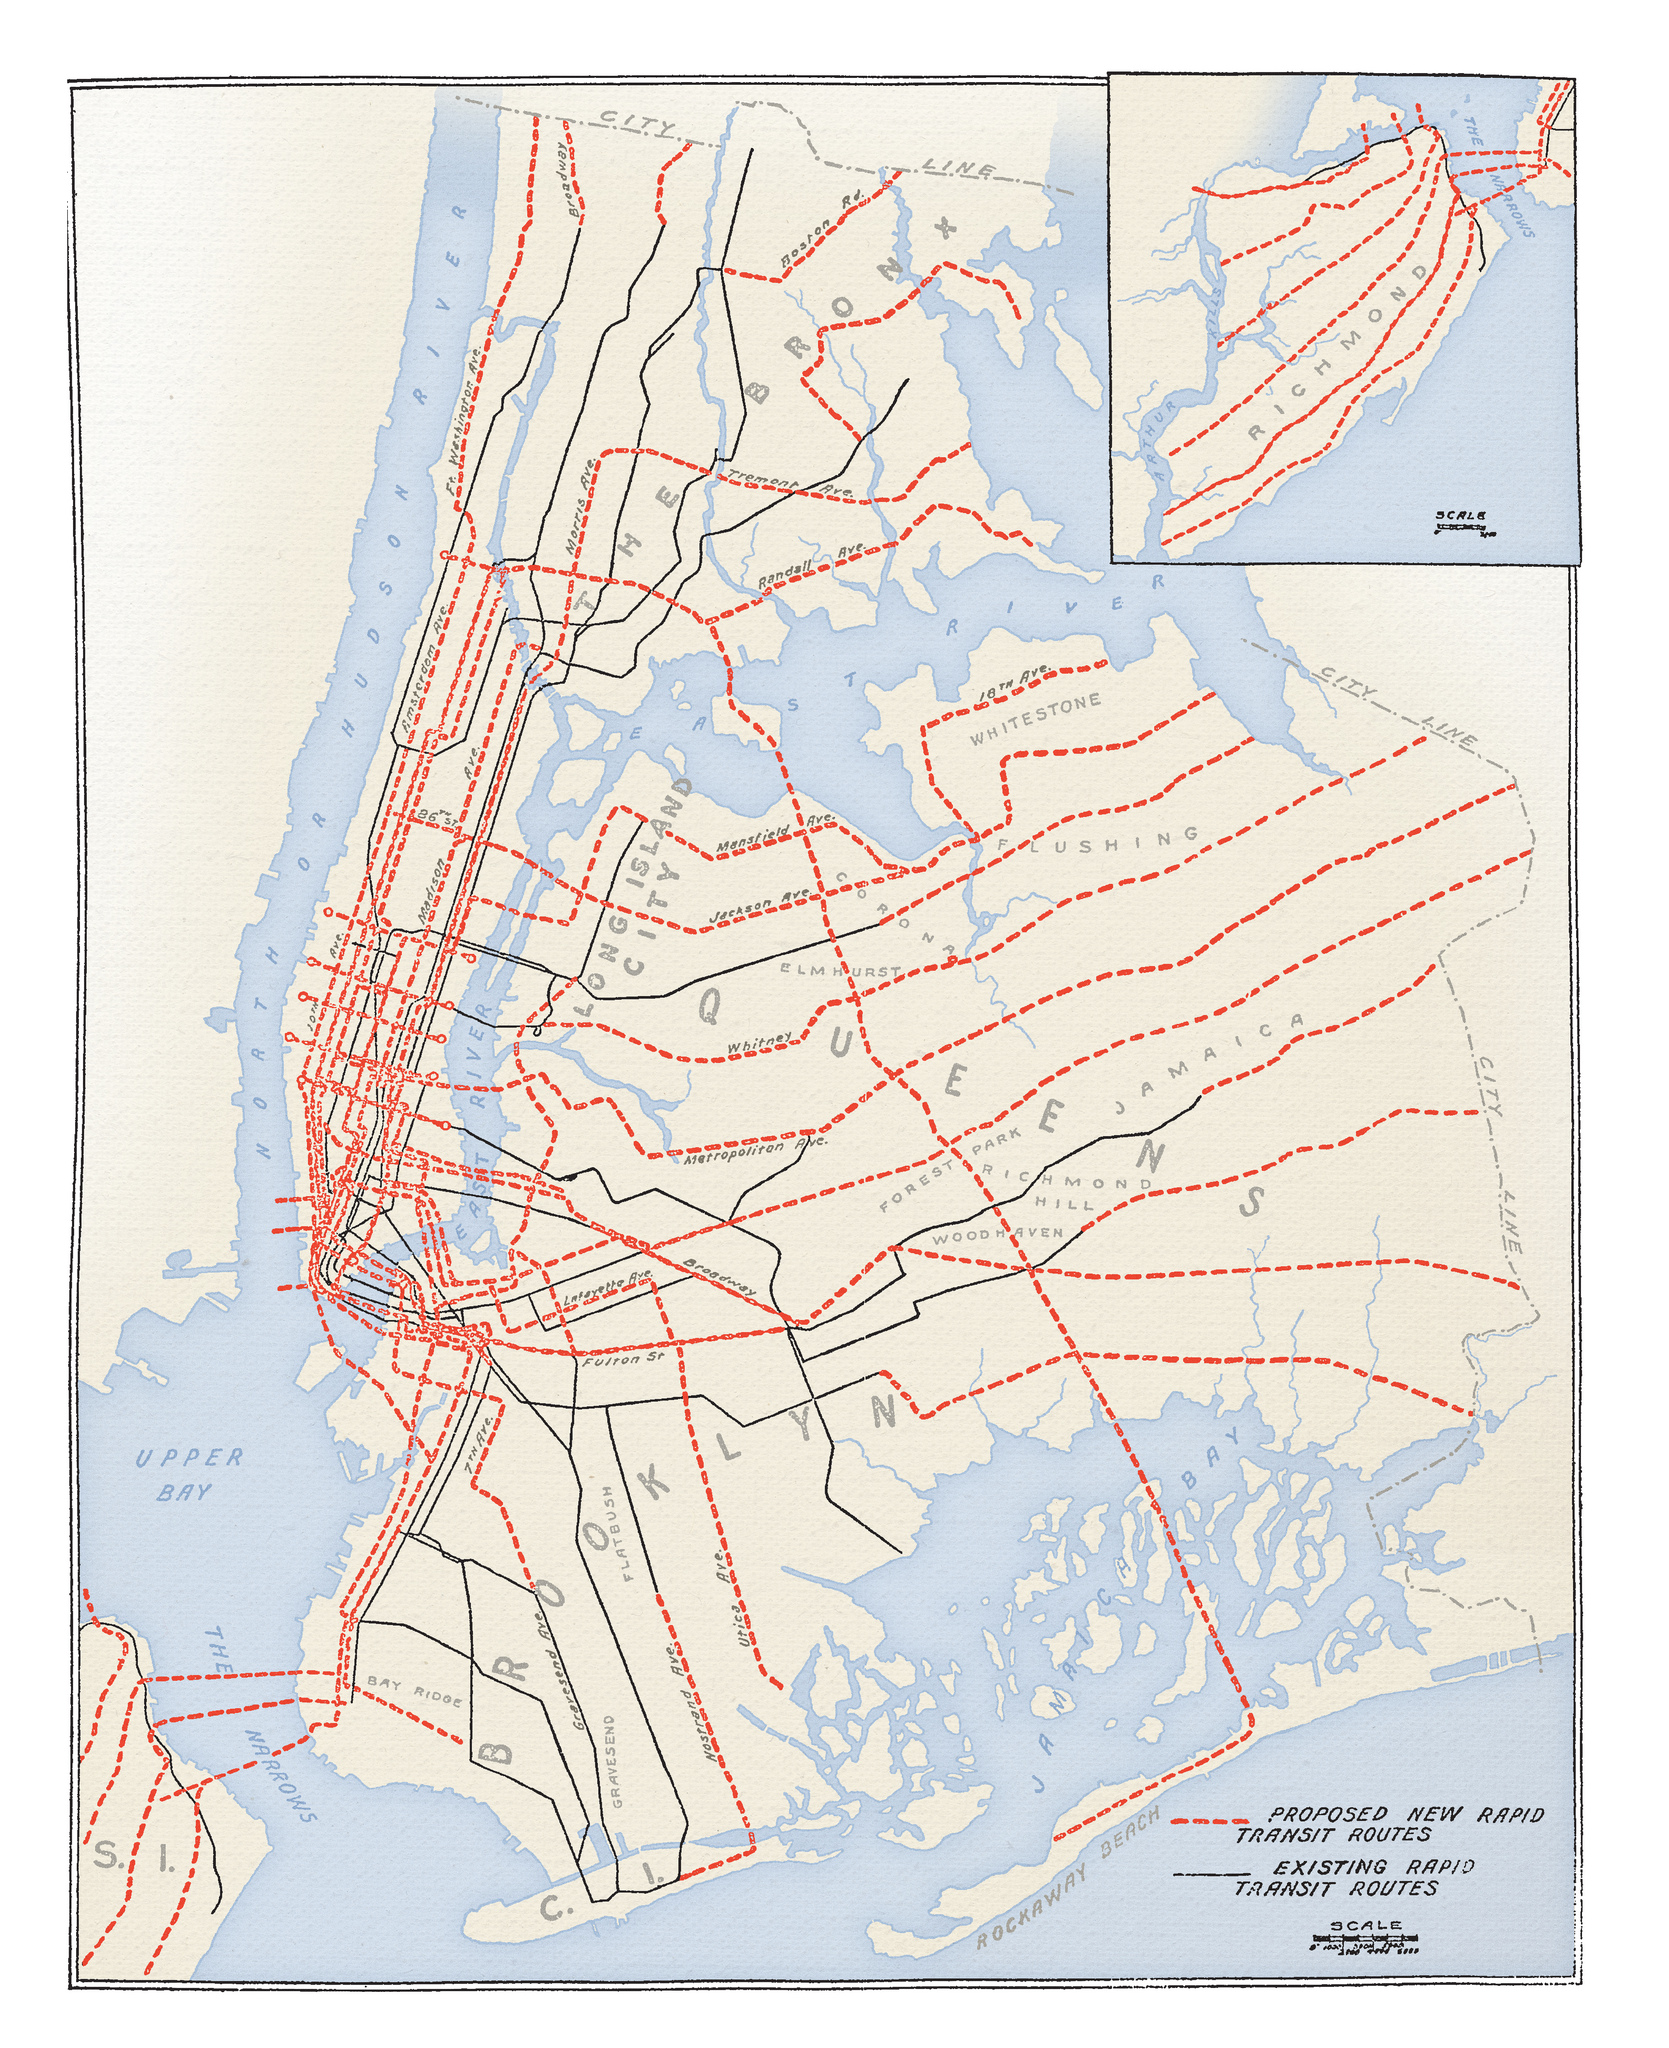 CITY
LINE
Broadway
Boston Rd.
THE BRONX
NORTH OR HUDSON RIVER
Ft. Washington Ave.
Morris Ave.
Tremont Ave.
Randall Ave.
Amsterdam Ave.
EAST RIVER
86TH ST.
Madison Ave.
10TH Ave.
THE NARROWS
ARTHUR KILLS
RICHMOND
SCALE
CITY LINE
18TH Ave.
WHITESTONE
FLUSHING
Mansfield Ave.
Jackson Ave.
CORONA
LONG ISLAND
CITY
ELMHURST
QUEENS
Whitney
JAMAICA
Metropolitan Ave.
FOREST PARK
RICHMOND
HILL
WOODHAVEN
CITY LINE
EAST RIVER
Broadway
Lafayette Ave.
Fulton St
BROOKLYN
7TH Ave.
FLATBUSH
Utica Ave.
Nostrand Ave.
Gravesend Ave.
GRAVESEND
BAY RIDGE
UPPER
BAY
THE
NARROWS
S. I.
C. I.
JAMAICA BAY
ROCKAWAY BEACH
PROPOSED NEW RAPID
TRANSIT ROUTES
EXISTING RAPID
TRANSIT ROUTES
SCALE